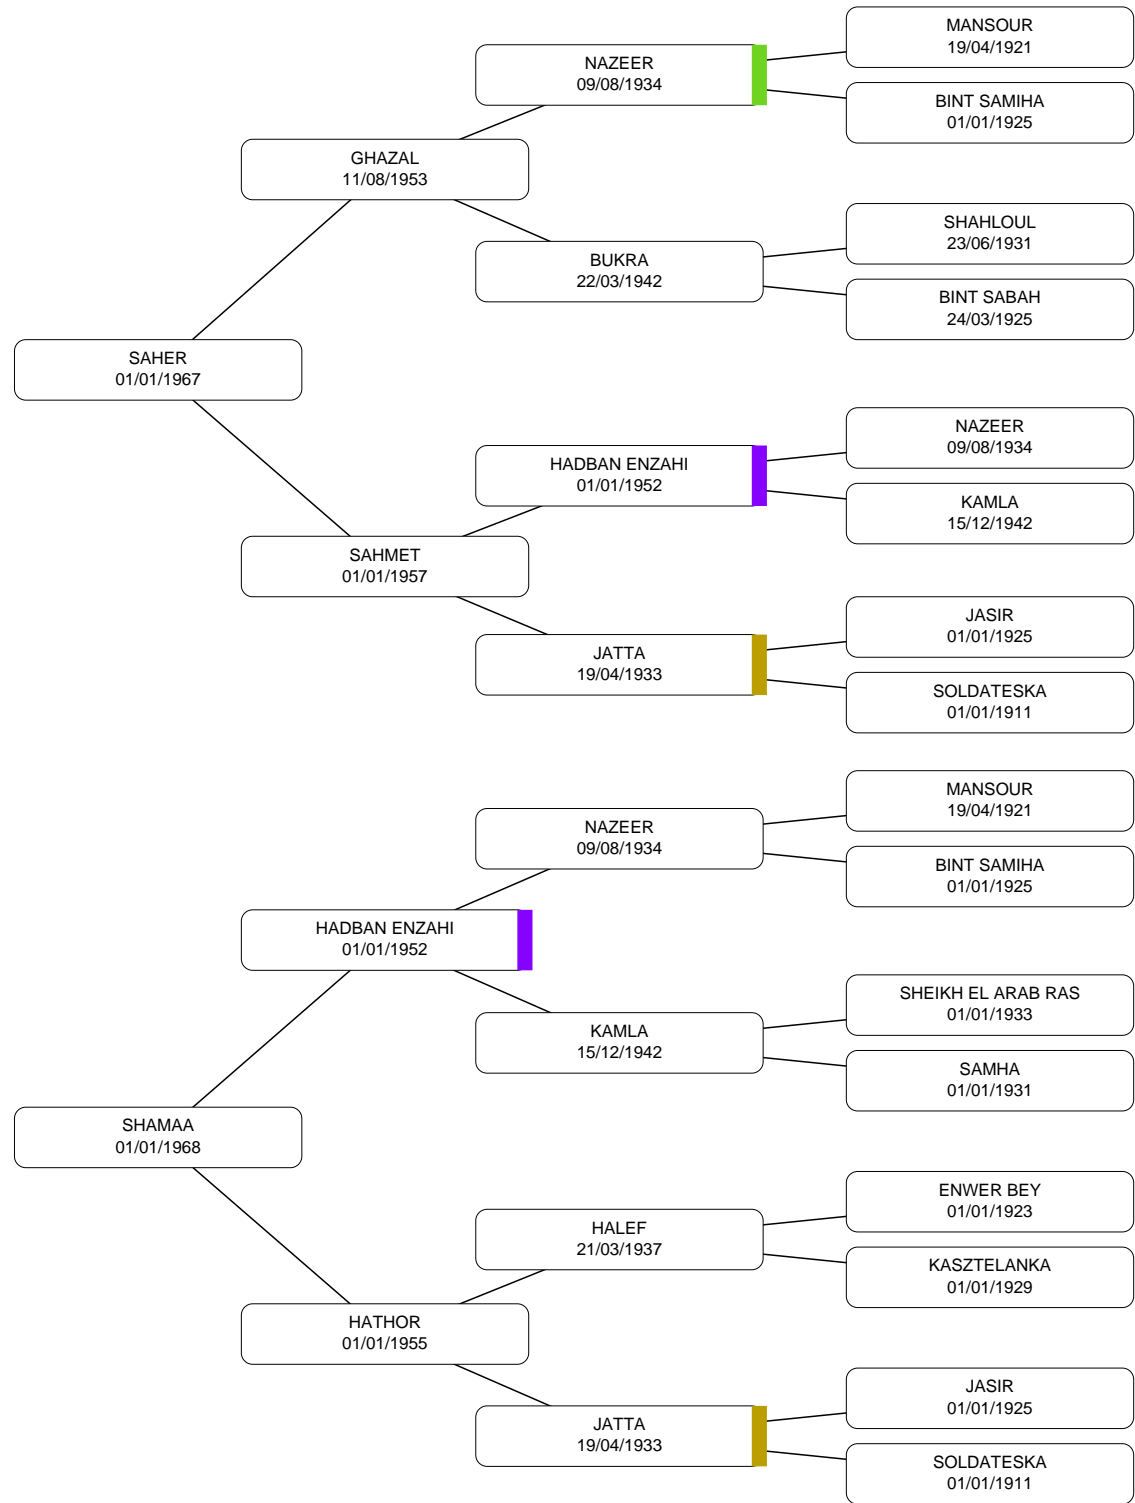 MANSOUR
19/04/1921
NAZEER
09/08/1934
BINT SAMIHA
01/01/1925
GHAZAL
11/08/1953
SHAHLOUL
23/06/1931
BUKRA
22/03/1942
BINT SABAH
24/03/1925
SAHER
01/01/1967
NAZEER
09/08/1934
HADBAN ENZAHI
01/01/1952
KAMLA
15/12/1942
SAHMET
01/01/1957
JASIR
01/01/1925
JATTA
19/04/1933
SOLDATESKA
01/01/1911
MANSOUR
19/04/1921
NAZEER
09/08/1934
BINT SAMIHA
01/01/1925
HADBAN ENZAHI
01/01/1952
SHEIKH EL ARAB RAS
01/01/1933
KAMLA
15/12/1942
SAMHA
01/01/1931
SHAMAA
01/01/1968
ENWER BEY
01/01/1923
HALEF
21/03/1937
KASZTELANKA
01/01/1929
HATHOR
01/01/1955
JASIR
01/01/1925
JATTA
19/04/1933
SOLDATESKA
01/01/1911